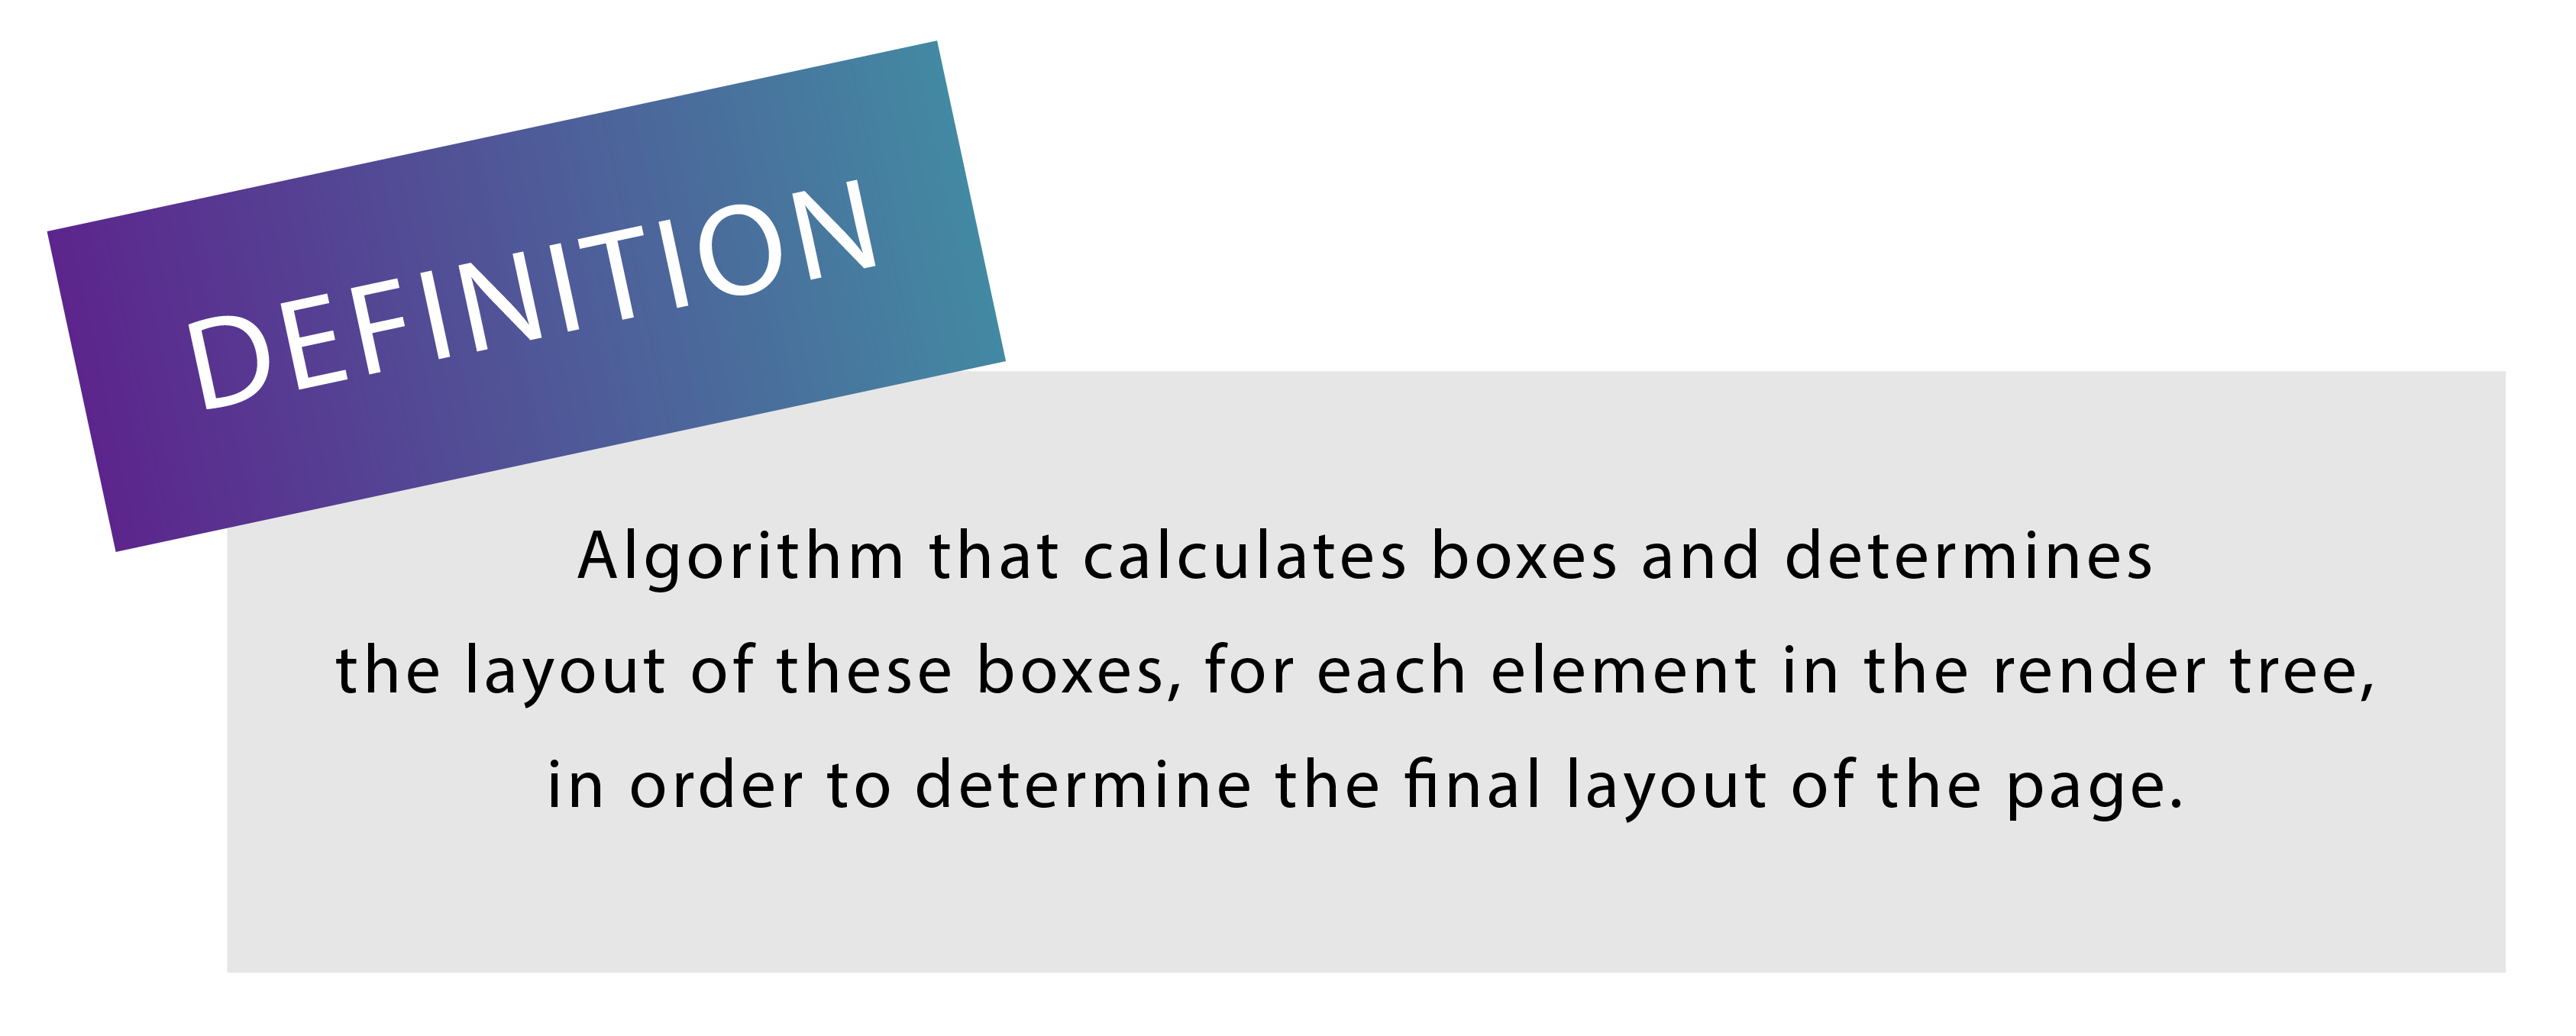 DEFINITION
Algorithm that calculates boxes and determines
the layout of these boxes, for each element in the render tree,
in order to determine the final layout of the page.